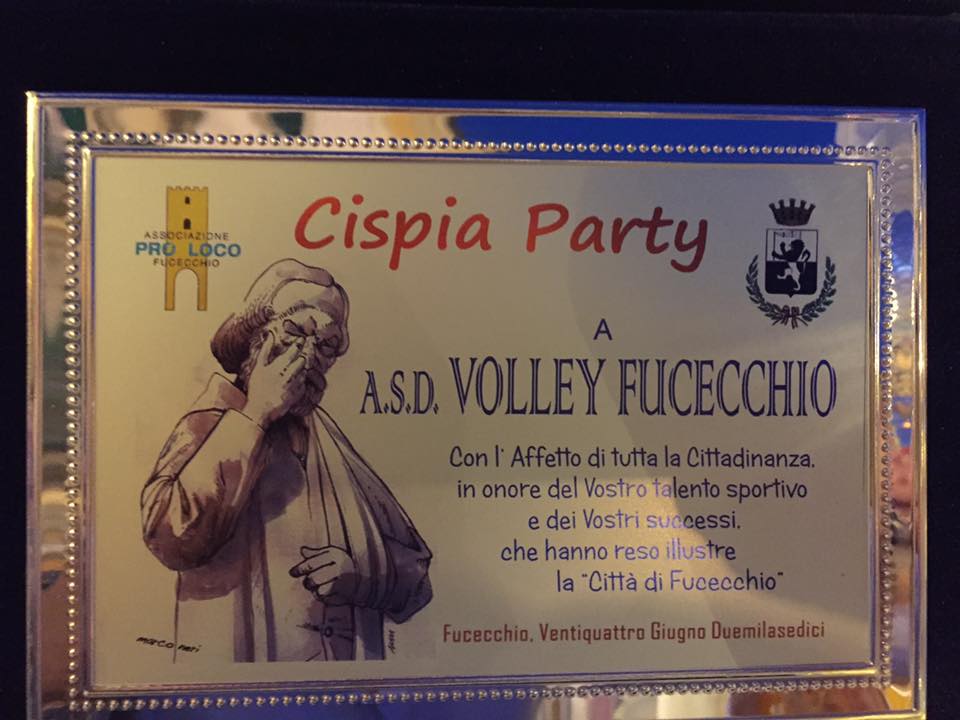 Cispia Party
ASSOCIAZIONE
PRO LOCO
FUCECCHIO
A
A.S.D. VOLLEY FUCECCHIO
Con l' Affetto di tutta la Cittadinanza,
in onore del Vostro talento sportivo
e dei Vostri successi,
che hanno reso illustre
la "Città di Fucecchio"
Fucecchio, Ventiquattro Giugno Duemilasedici
marco